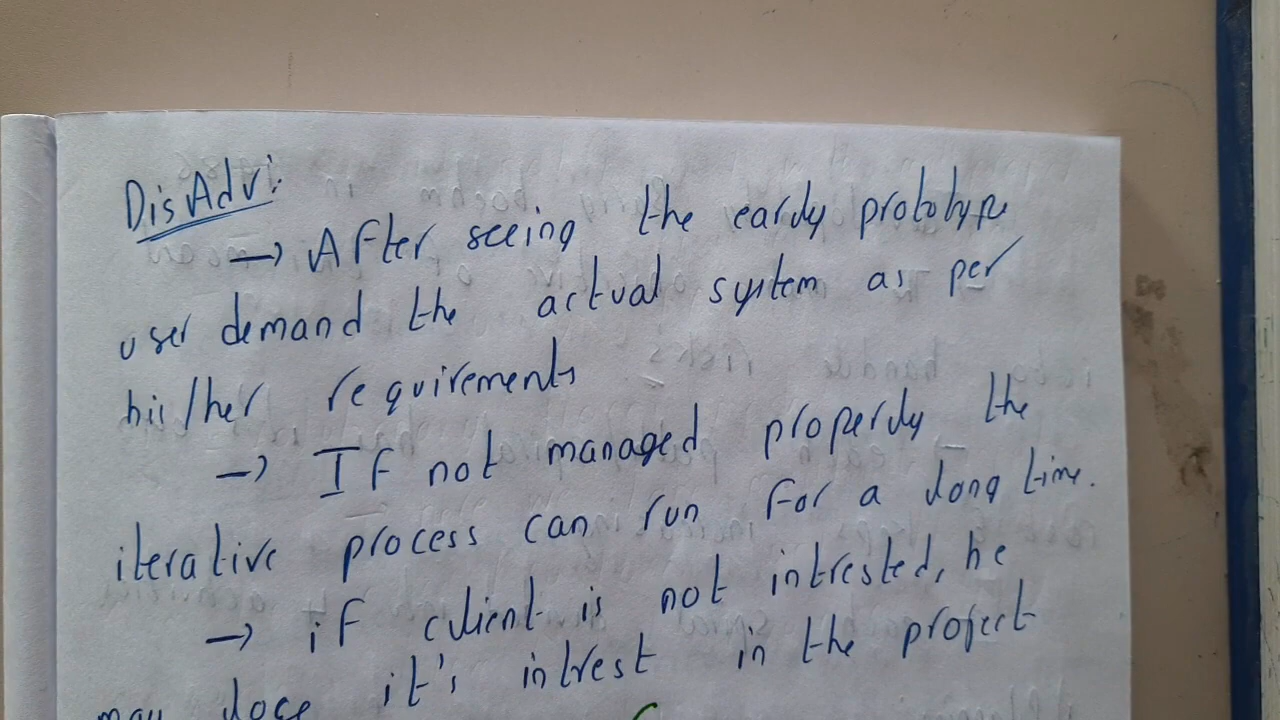 DisAdv:
→ After seeing the early prototype
user demand the actual system as per
his/her requirements
→ If not managed properly the
iterative process can run for a long time.
→ if client is not intrested, he
may lose it's intrest in the project